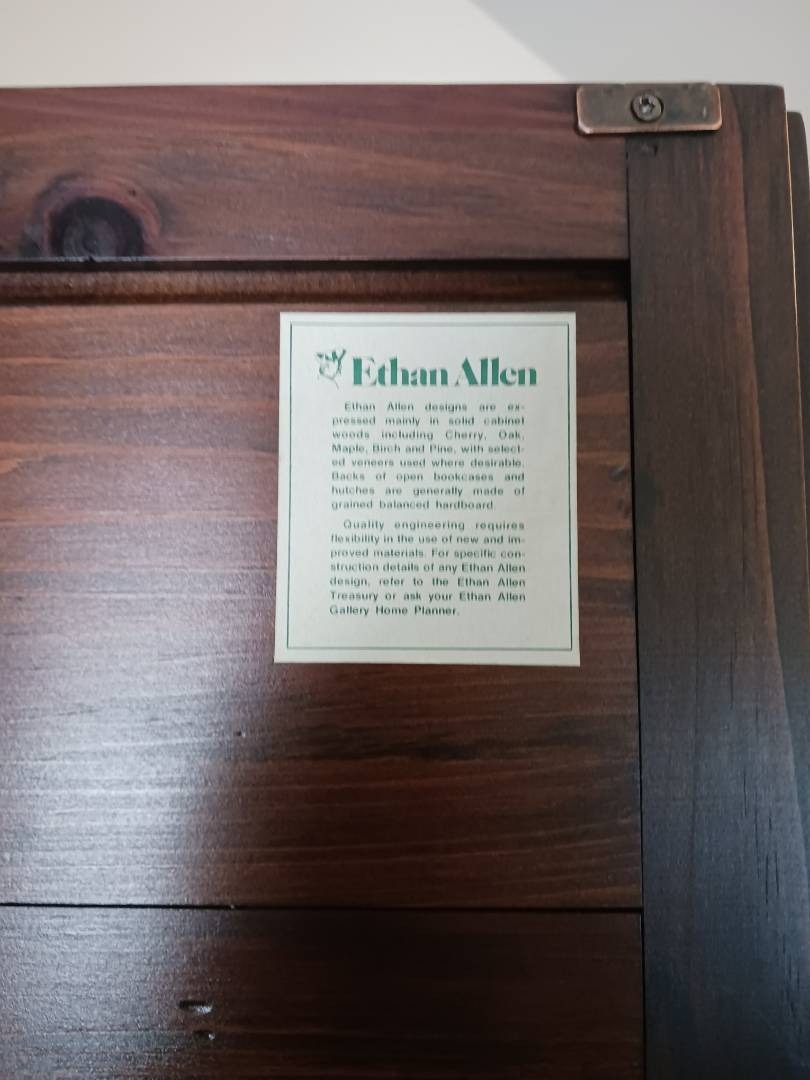 Ethan Allen
Ethan Allen designs are ex-
pressed mainly in solid cabinet
woods including Cherry, Oak,
Maple, Birch and Pine, with select-
ed veneers used where desirable.
Backs of open bookcases and
hutches are generally made of
grained balanced hardboard.
Quality engineering requires
flexibility in the use of new and im-
proved materials. For specific con-
struction details of any Ethan Allen
design, refer to the Ethan Allen
Treasury or ask your Ethan Allen
Gallery Home Planner.